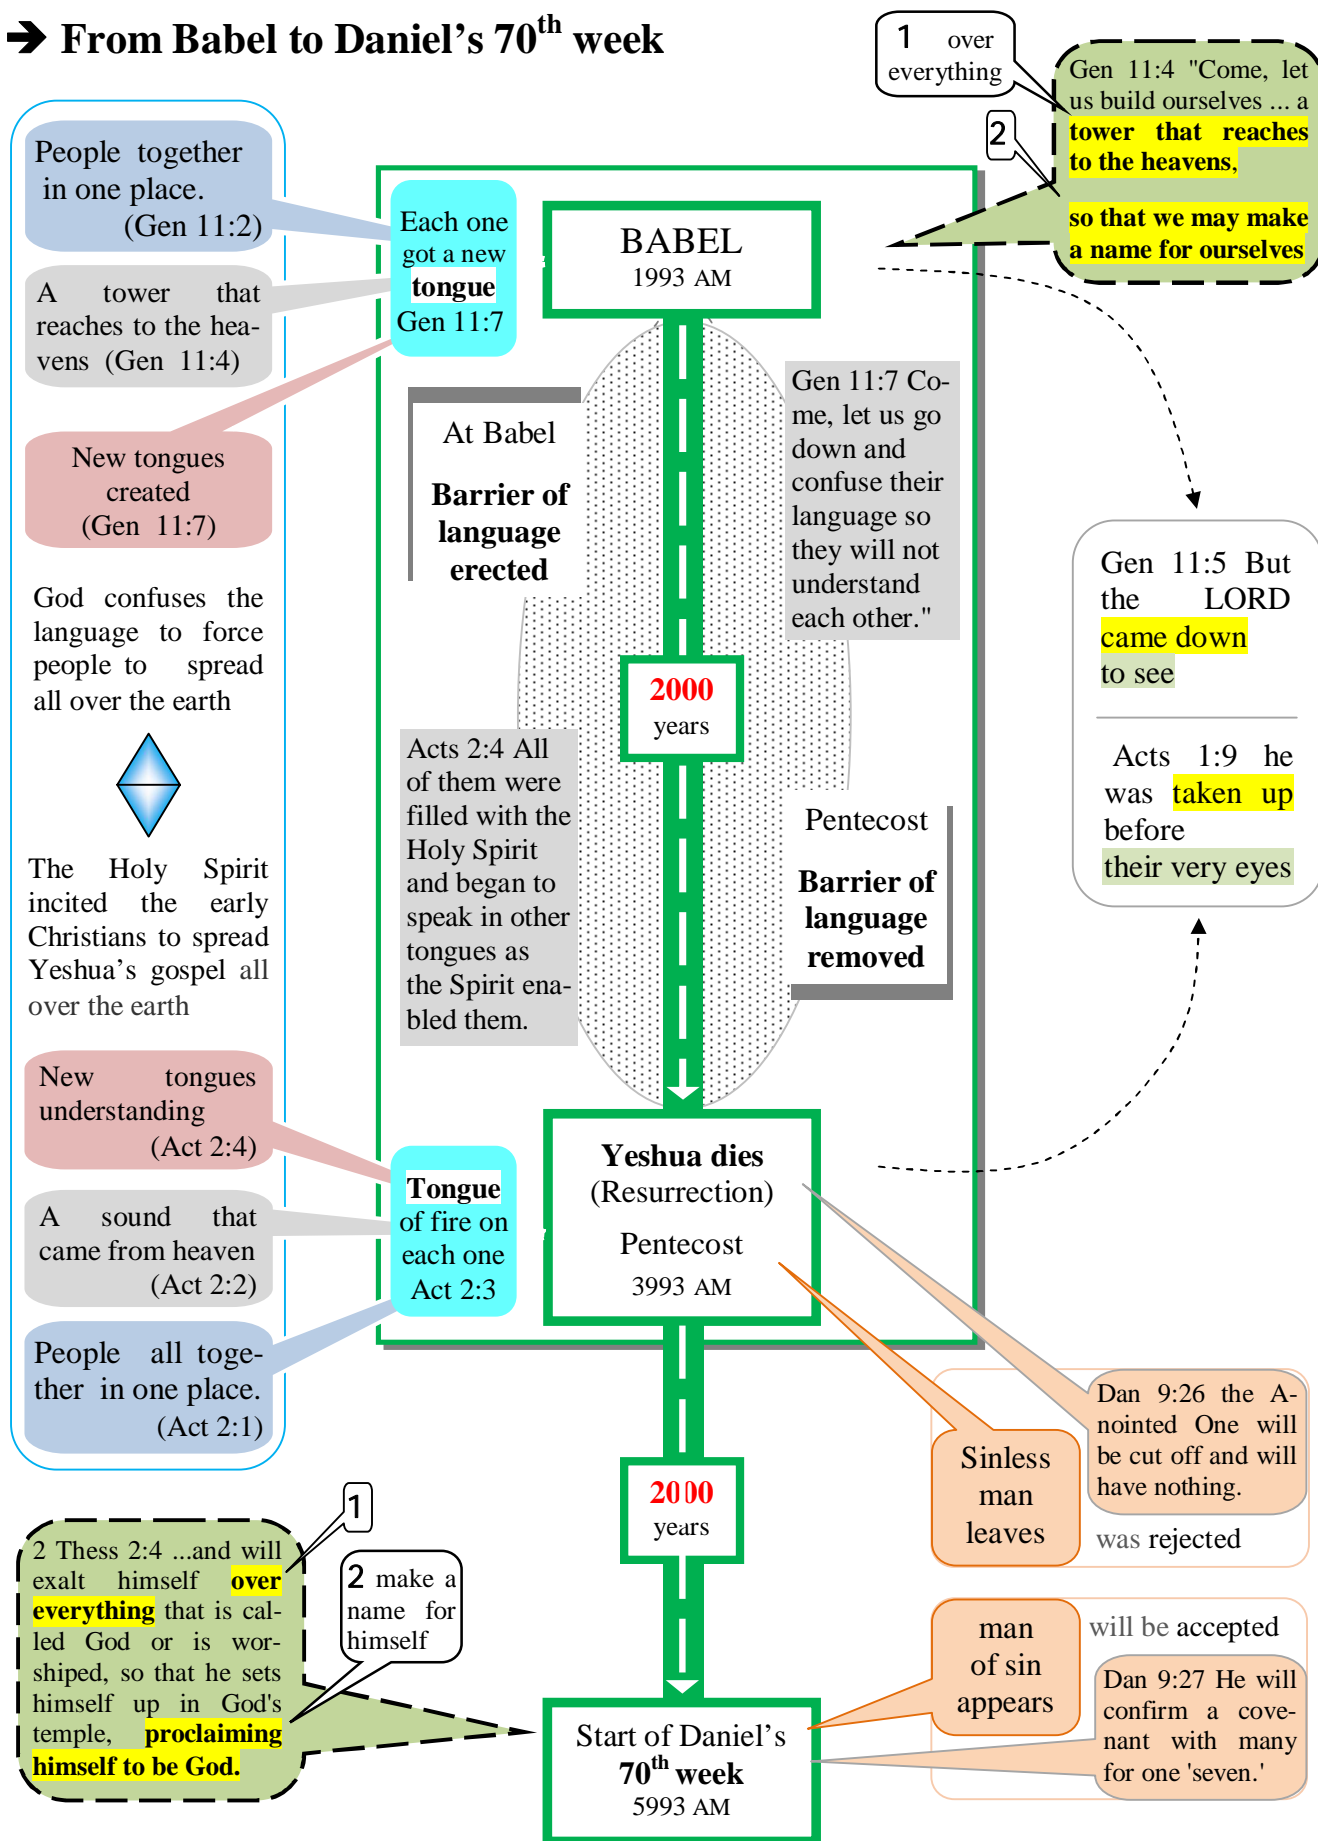 ➔ From Babel to Daniel's 70th week
1 over
everything
Gen 11:4 "Come, let
us build ourselves ... a
tower that reaches
to the heavens,
so that we may make
a name for ourselves
2
People together
in one place.
(Gen 11:2)
A tower that
reaches to the hea-
vens (Gen 11:4)
New tongues
created
(Gen 11:7)
God confuses the
language to force
people to spread
all over the earth
The Holy Spirit
incited the early
Christians to spread
Yeshua's gospel all
over the earth
New tongues
understanding
(Act 2:4)
A sound that
came from heaven
(Act 2:2)
People all toge-
ther in one place.
(Act 2:1)
Each one
got a new
tongue
Gen 11:7
BABEL
1993 AM
At Babel
Barrier of
language
erected
Gen 11:7 Co-
me, let us go
down and
confuse their
language so
they will not
understand
each other."
2000
years
Acts 2:4 All
of them were
filled with the
Holy Spirit
and began to
speak in other
tongues as
the Spirit ena-
bled them.
Pentecost
Barrier of
language
removed
Gen 11:5 But
the LORD
came down
to see
Acts 1:9 he
was taken up
before
their very eyes
Tongue
of fire on
each one
Act 2:3
Yeshua dies
(Resurrection)
Pentecost
3993 AM
Sinless
man
leaves
Dan 9:26 the A-
nointed One will
be cut off and will
have nothing.
was rejected
2000
years
1
2 Thess 2:4 ...and will
exalt himself over
everything that is cal-
led God or is wor-
shiped, so that he sets
himself up in God's
temple, proclaiming
himself to be God.
2 make a
name for
himself
man
of sin
appears
will be accepted
Dan 9:27 He will
confirm a cove-
nant with many
for one 'seven.'
Start of Daniel's
70th week
5993 AM